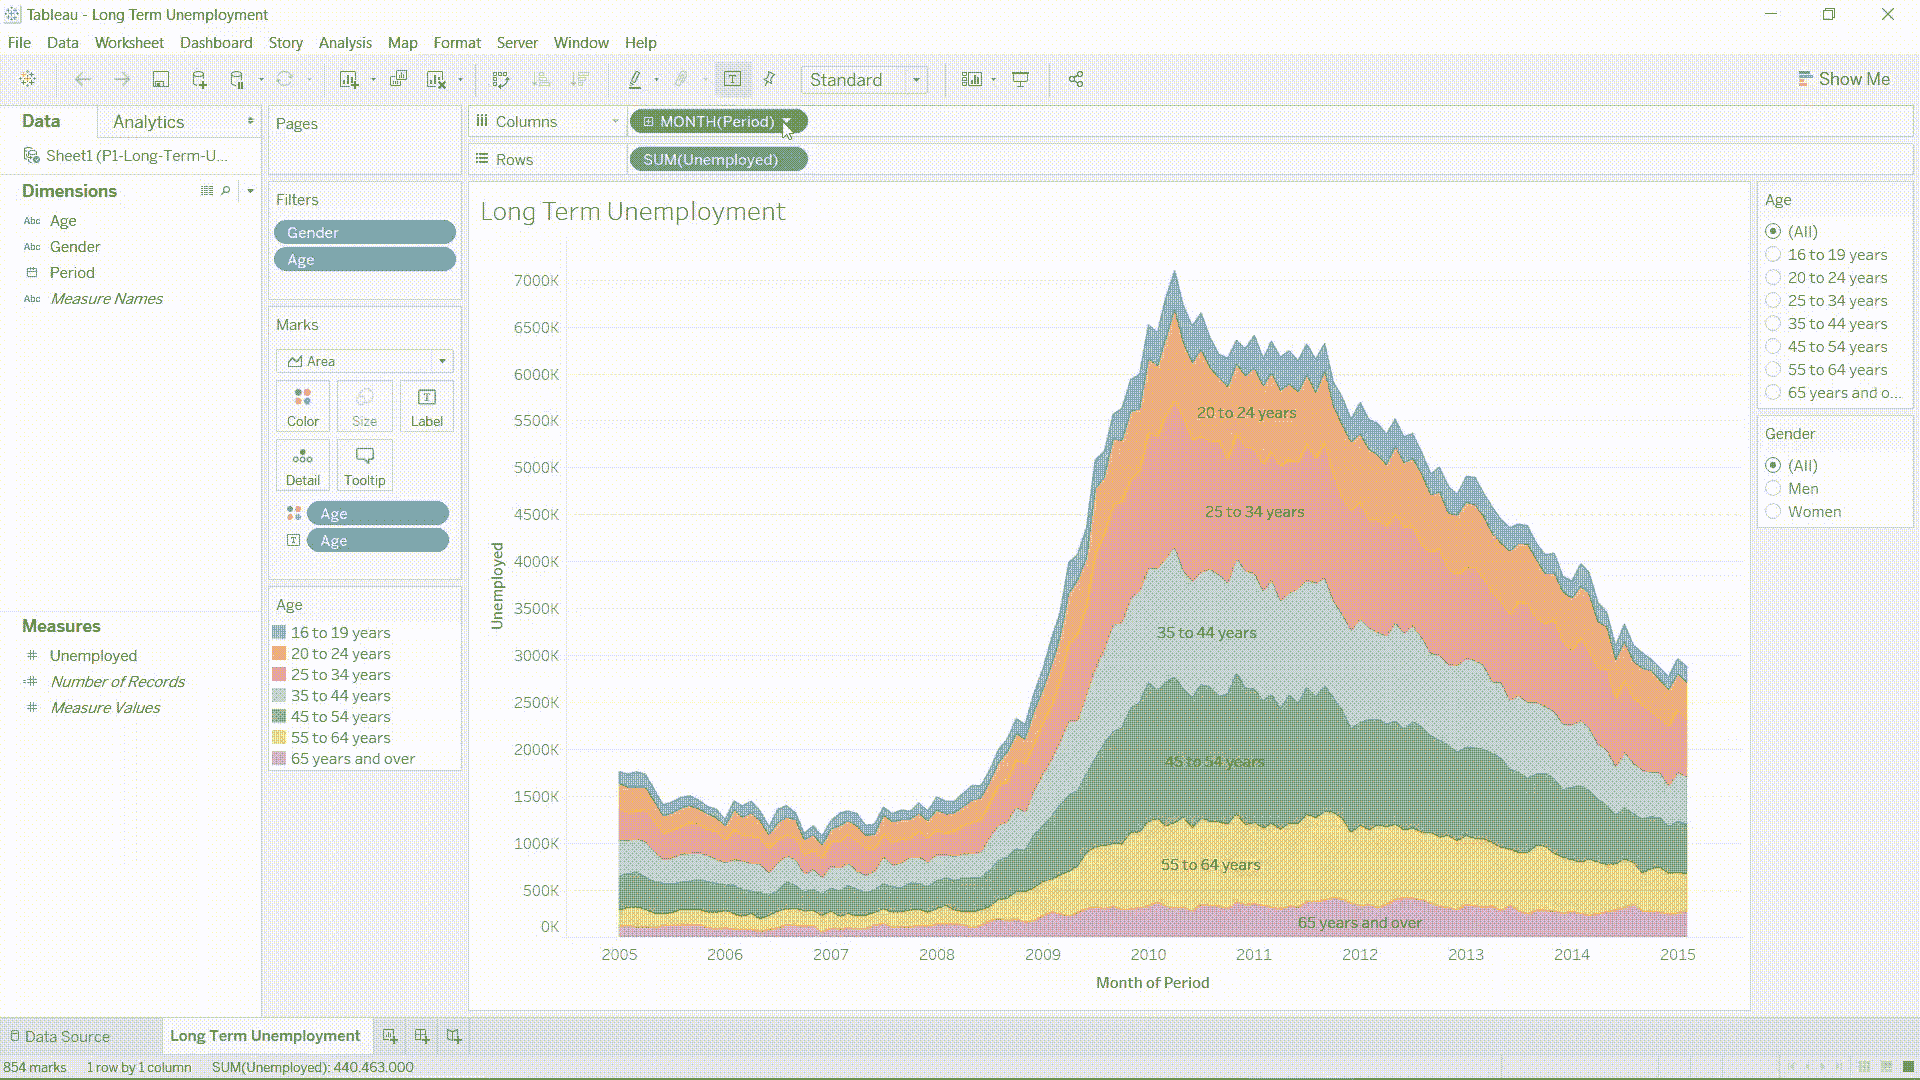 Tableau - Long Term Unemployment
File Data Worksheet Dashboard Story Analysis Map Format Server Window Help
Standard
Show Me
Data
Analytics
Sheet1 (P1-Long-Term-U...
Dimensions
Abc Age
Abc Gender
Period
Abc Measure Names
Measures
# Unemployed
=# Number of Records
# Measure Values
Pages
Filters
Gender
Age
Marks
Area
Color
Size
Label
Detail
Tooltip
Age
Age
Age
16 to 19 years
20 to 24 years
25 to 34 years
35 to 44 years
45 to 54 years
55 to 64 years
65 years and over
Columns
MONTH(Period)
Rows
SUM(Unemployed)
Long Term Unemployment
Unemployed
7000K
6500K
6000K
5500K
5000K
4500K
4000K
3500K
3000K
2500K
2000K
1500K
1000K
500K
0K
20 to 24 years
25 to 34 years
35 to 44 years
45 to 54 years
55 to 64 years
65 years and over
2005 2006 2007 2008 2009 2010 2011 2012 2013 2014 2015
Month of Period
Age
(All)
16 to 19 years
20 to 24 years
25 to 34 years
35 to 44 years
45 to 54 years
55 to 64 years
65 years and o...
Gender
(All)
Men
Women
Data Source
Long Term Unemployment
854 marks 1 row by 1 column SUM(Unemployed): 440.463.000